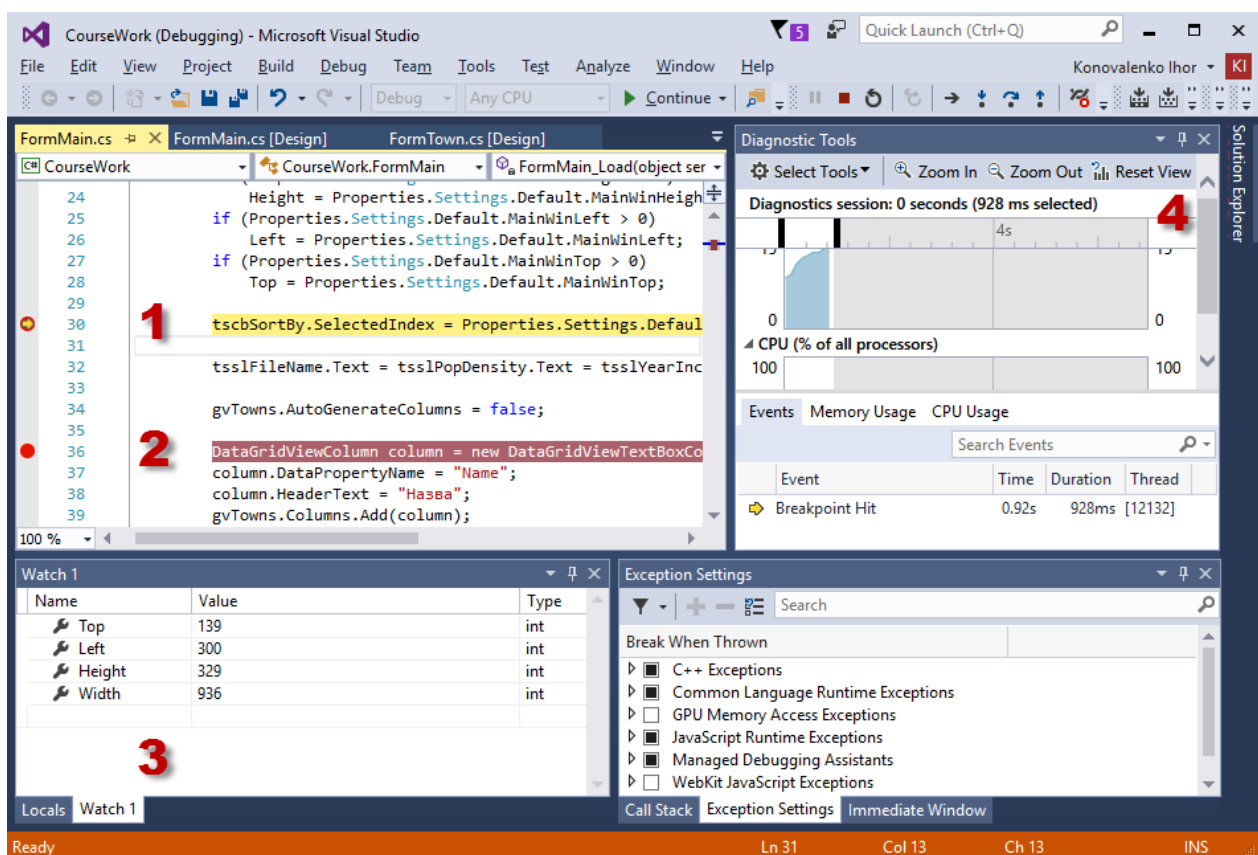 CourseWork (Debugging) - Microsoft Visual Studio
5
Quick Launch (Ctrl+Q)
File Edit View Project Build Debug Team Tools Test Analyze Window Help
Konovalenko Ihor KI
Debug Any CPU Continue
FormMain.cs FormMain.cs [Design] FormTown.cs [Design]
C# CourseWork CourseWork.FormMain FormMain_Load(object ser
24 Height = Properties.Settings.Default.MainWinHeigh
25 if (Properties.Settings.Default.MainWinLeft > 0)
26 Left = Properties.Settings.Default.MainWinLeft;
27 if (Properties.Settings.Default.MainWinTop > 0)
28 Top = Properties.Settings.Default.MainWinTop;
29
30 tscbSortBy.SelectedIndex = Properties.Settings.Defaul
31
32 tsslFileName.Text = tsslPopDensity.Text = tsslYearInc
33
34 gvTowns.AutoGenerateColumns = false;
35
36 DataGridViewColumn column = new DataGridViewTextBoxCo
37 column.DataPropertyName = "Name";
38 column.HeaderText = "Назва";
39 gvTowns.Columns.Add(column);
1
2
100 %
Diagnostic Tools
Select Tools Zoom In Zoom Out Reset View
Diagnostics session: 0 seconds (928 ms selected)
4
4s
0 0
CPU (% of all processors)
100 100
Events Memory Usage CPU Usage
Search Events
Event Time Duration Thread
Breakpoint Hit 0.92s 928ms [12132]
Solution Explorer
Watch 1
Name Value Type
Top 139 int
Left 300 int
Height 329 int
Width 936 int
3
Locals Watch 1
Exception Settings
Search
Break When Thrown
C++ Exceptions
Common Language Runtime Exceptions
GPU Memory Access Exceptions
JavaScript Runtime Exceptions
Managed Debugging Assistants
WebKit JavaScript Exceptions
Call Stack Exception Settings Immediate Window
Ready Ln 31 Col 13 Ch 13 INS